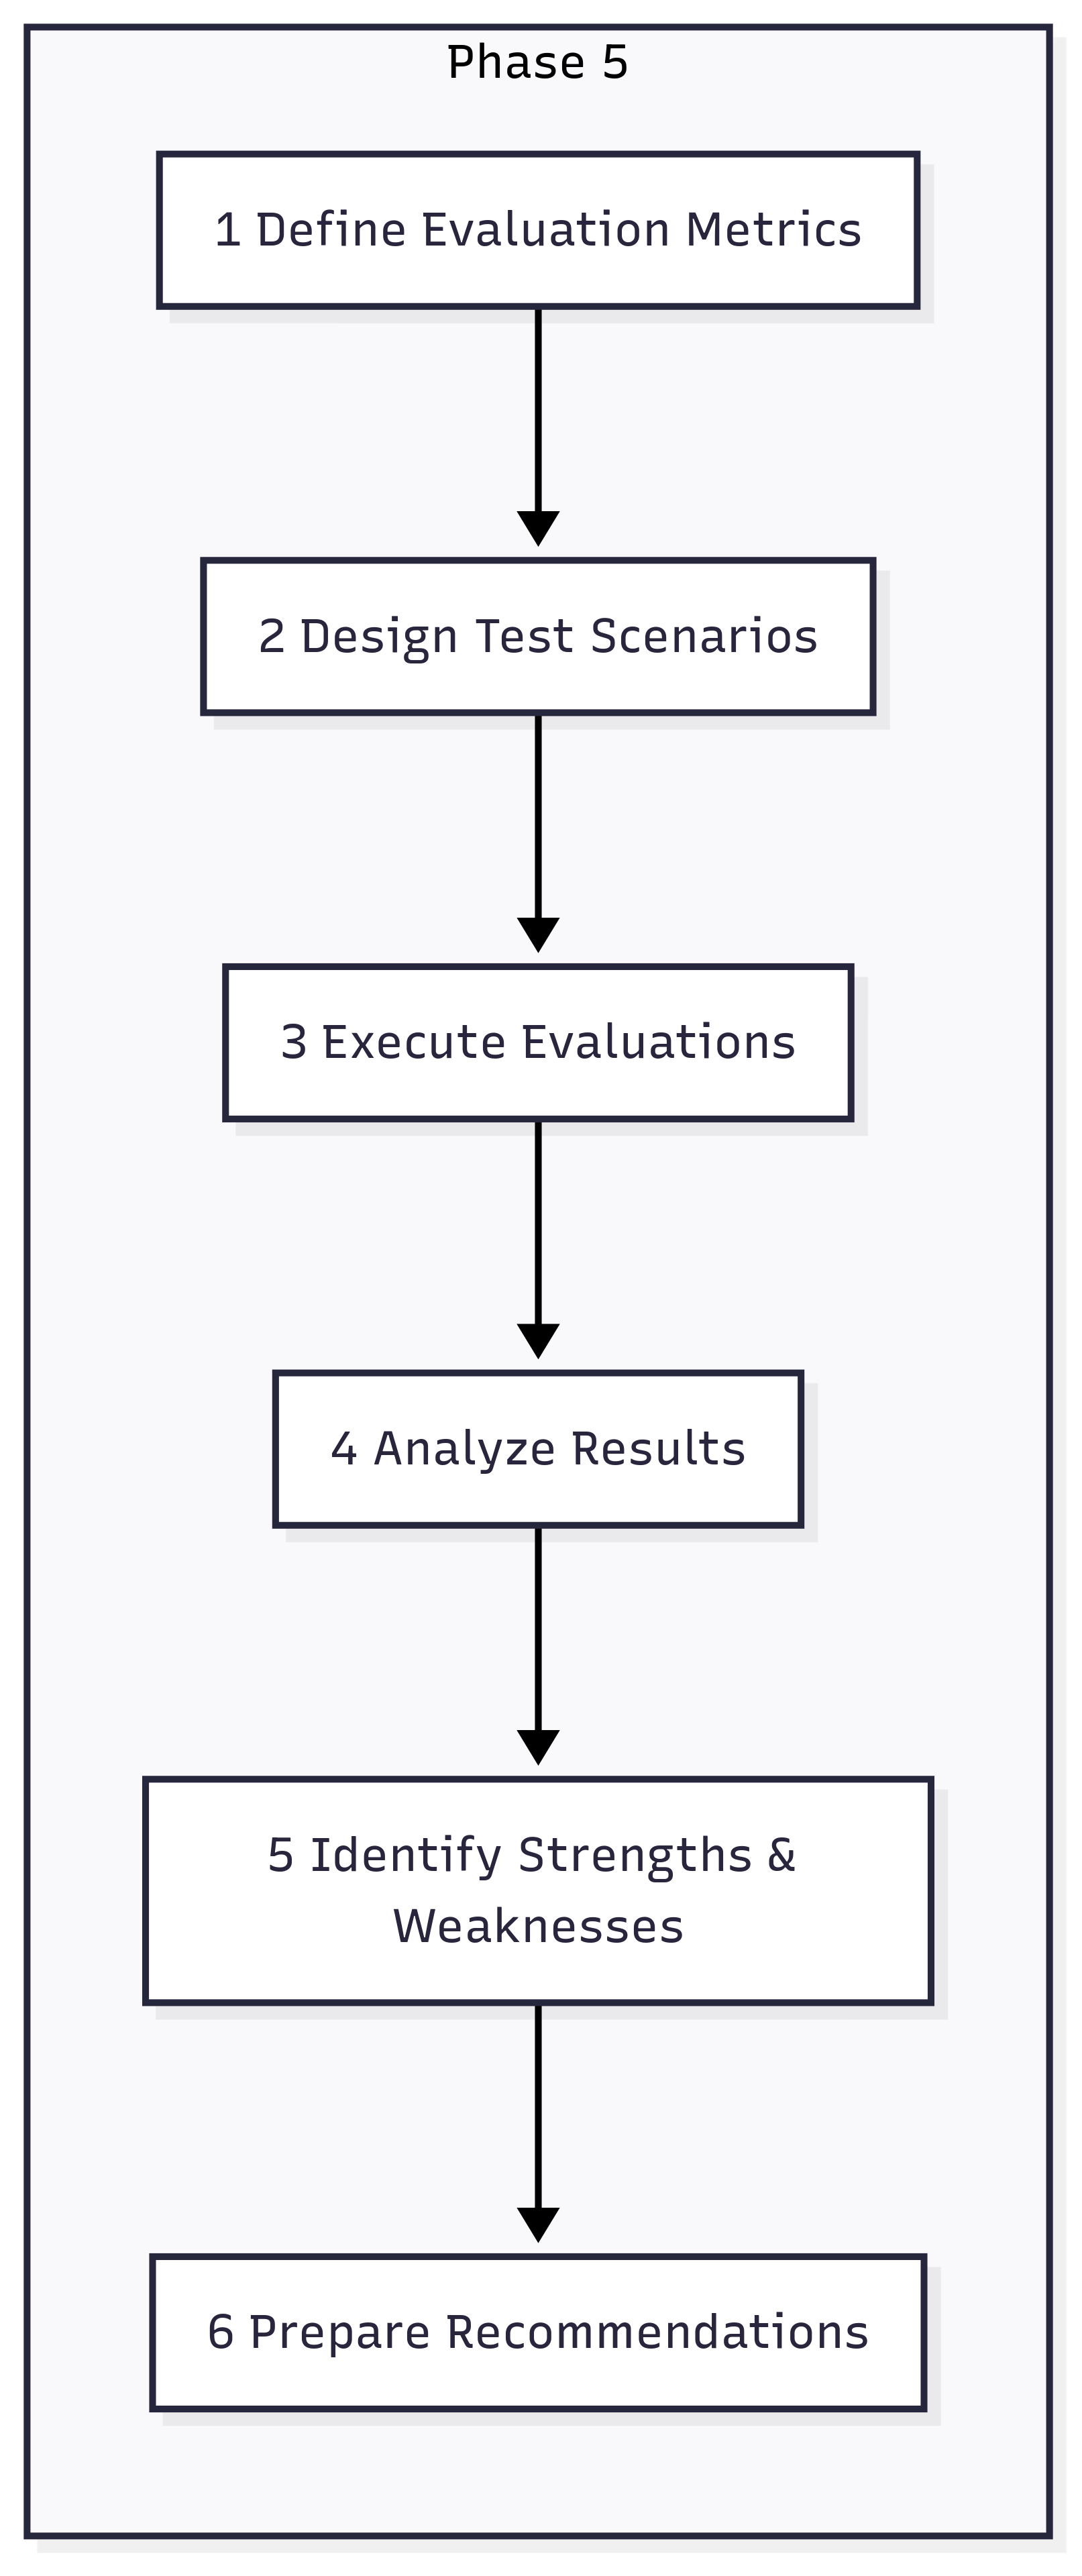 Phase 5
1 Define Evaluation Metrics
2 Design Test Scenarios
3 Execute Evaluations
4 Analyze Results
5 Identify Strengths &
Weaknesses
6 Prepare Recommendations